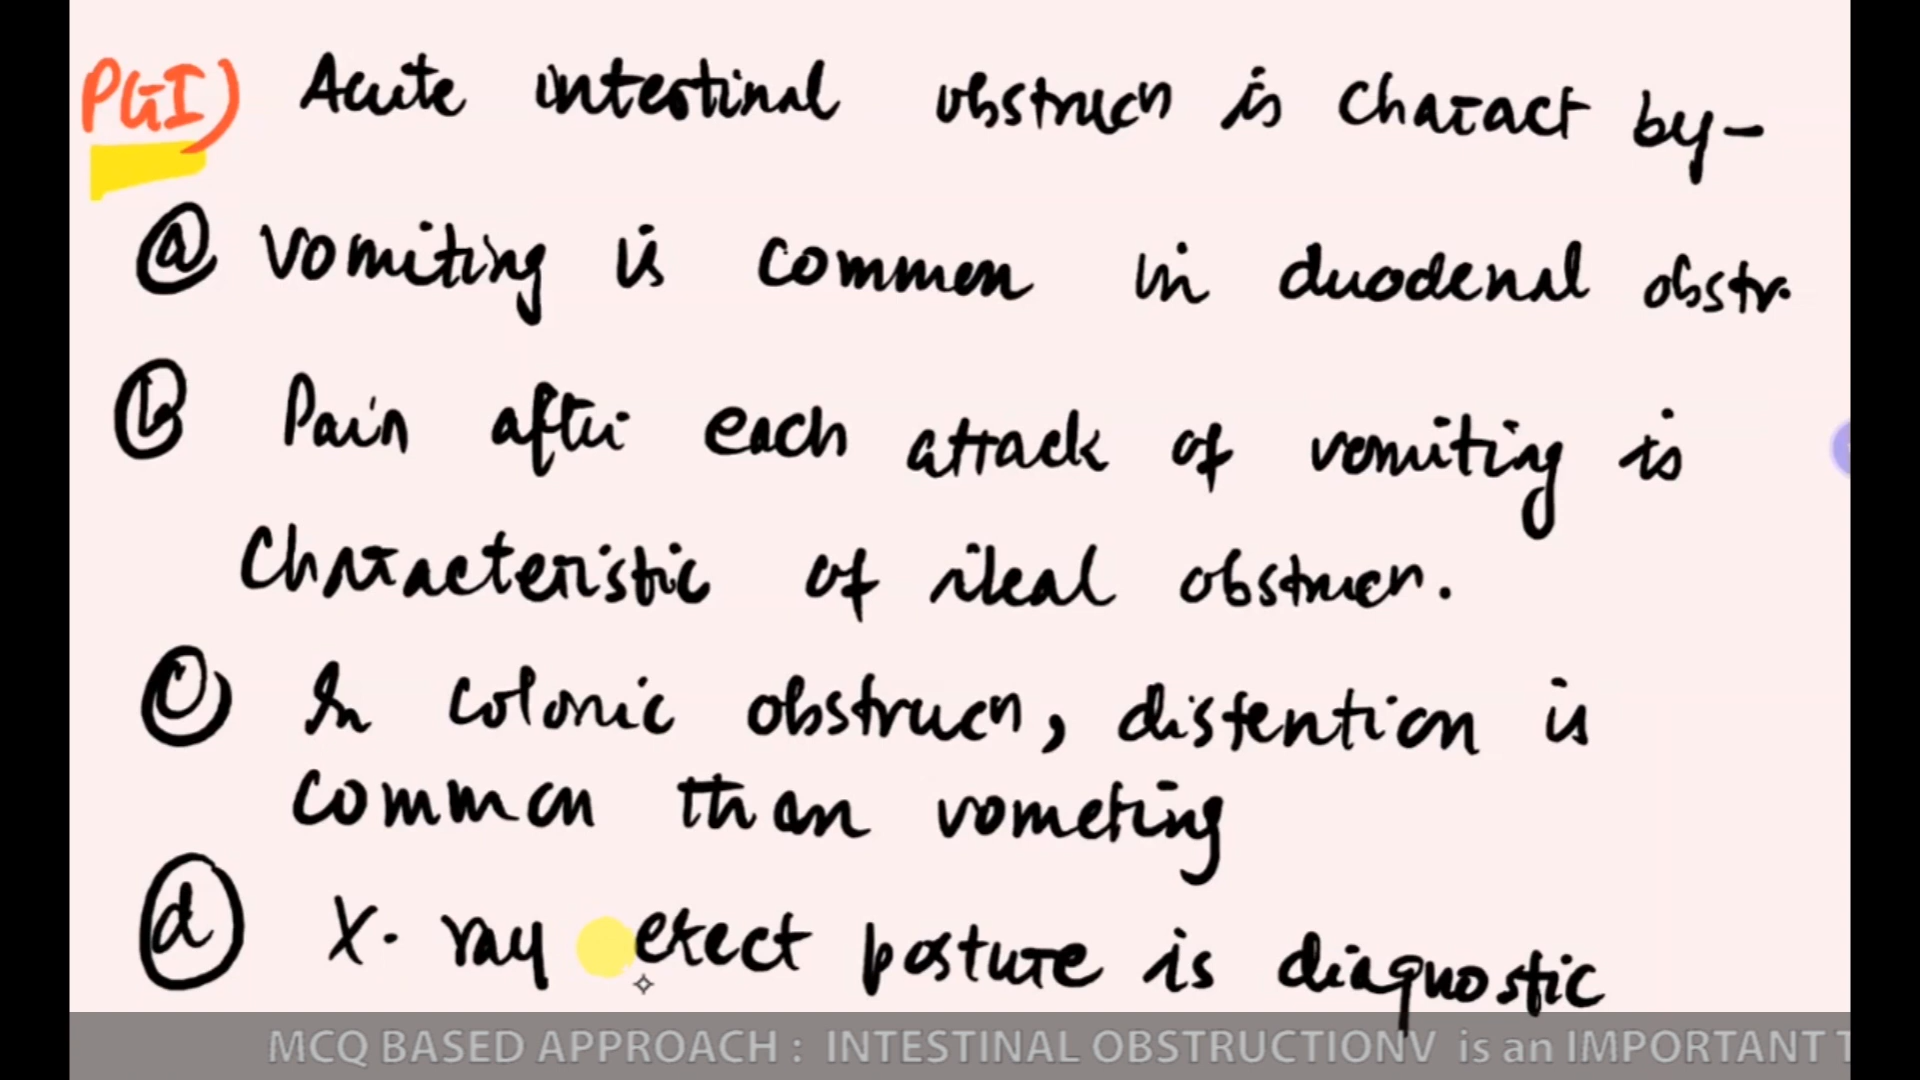 PGI) Acute intestinal obstrucn is charact by-
(a) vomiting is common in duodenal obstr.
(b) Pain after each attack of vomiting is
characteristic of ileal obstrucn.
(c) In colonic obstrucn, distention is
common than vometing
(d) X-ray erect posture is diagnostic
MCQ BASED APPROACH : INTESTINAL OBSTRUCTIONV is an IMPORTANT T